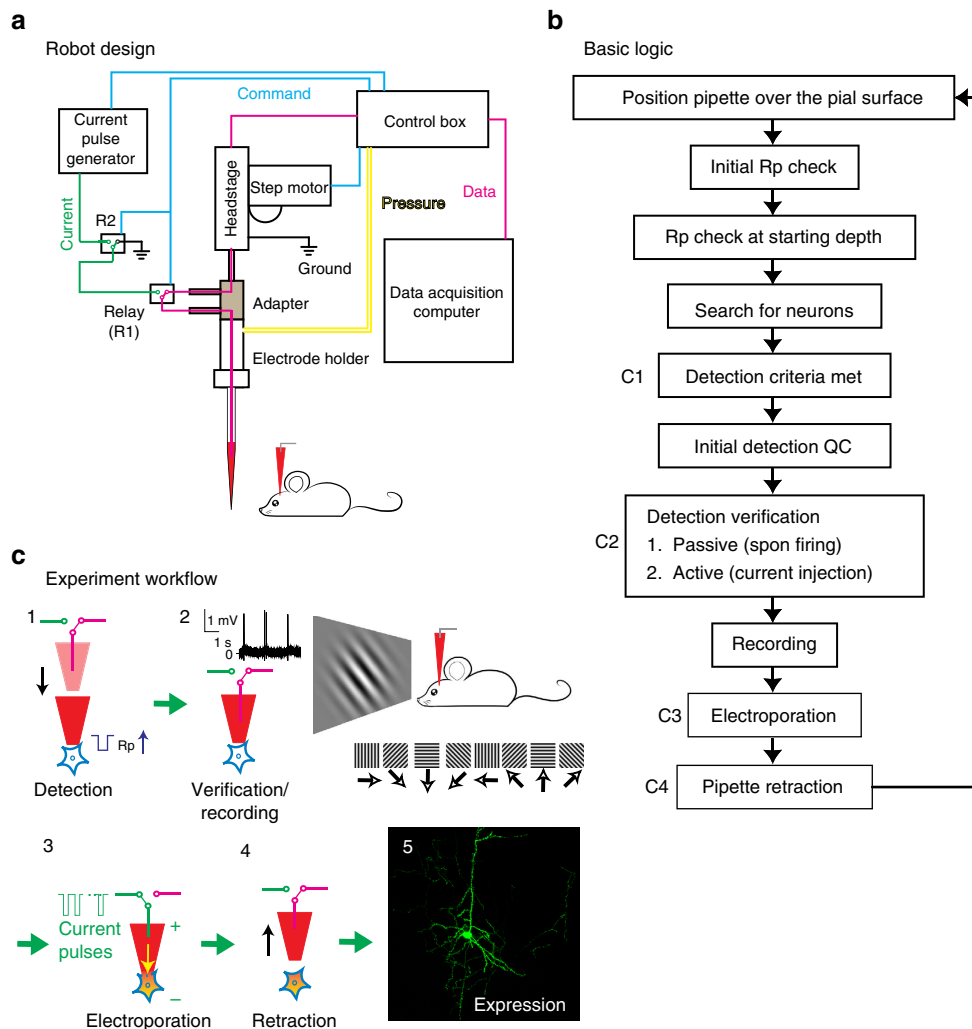 a
Robot design
Command
Current
pulse
generator
Control box
Headstage
Step motor
Pressure
Data
Current
R2
Ground
Relay
(R1)
Adapter
Data acquisition
computer
Electrode holder
b
Basic logic
Position pipette over the pial surface
Initial Rp check
Rp check at starting depth
Search for neurons
C1
Detection criteria met
Initial detection QC
C2
Detection verification
1. Passive (spon firing)
2. Active (current injection)
Recording
C3
Electroporation
C4
Pipette retraction
c
Experiment workflow
1
Rp
Detection
2
1 mV
1 s
0
Verification/
recording
3
Current
pulses
+
–
Electroporation
4
Retraction
5
Expression